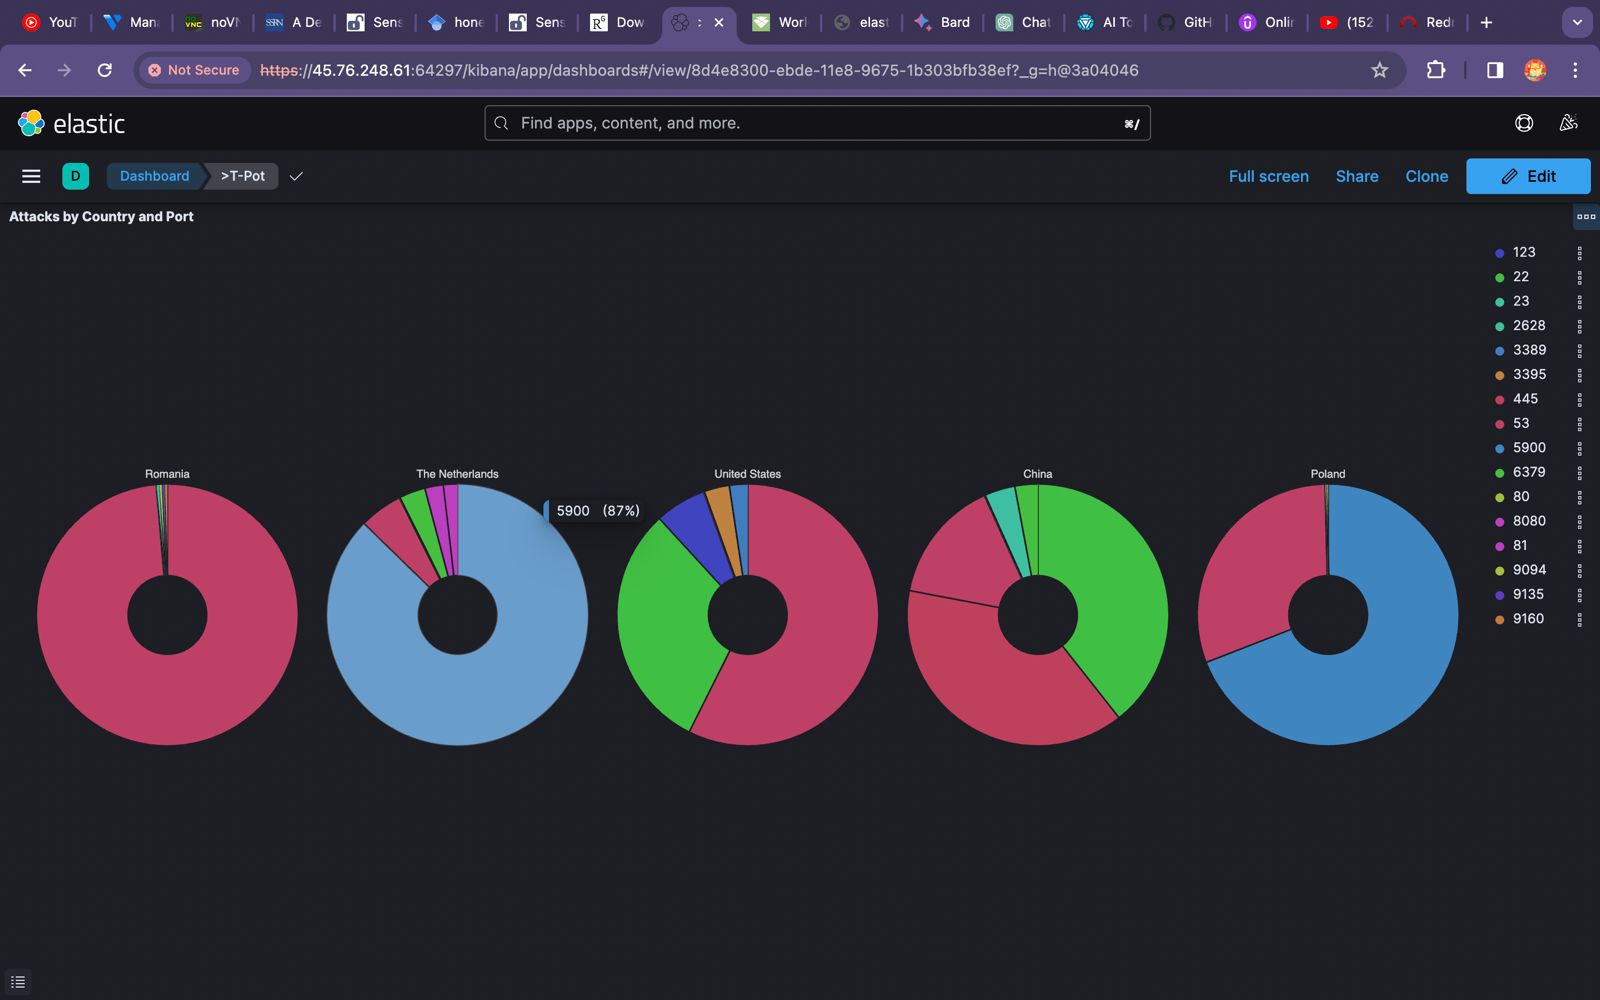 YouT
Mana
noVN
A De
Sens
hone
Sens
Dow
Worl
elast
Bard
Chat
AI To
GitH
Onlin
(152
Redr
Not Secure https://45.76.248.61:64297/kibana/app/dashboards#/view/8d4e8300-ebde-11e8-9675-1b303bfb38ef?_g=h@3a04046
elastic
Find apps, content, and more.
⌘/
D Dashboard >T-Pot
Full screen Share Clone Edit
Attacks by Country and Port
Romania
The Netherlands
United States
China
Poland
5900 (87%)
123
22
23
2628
3389
3395
445
53
5900
6379
80
8080
81
9094
9135
9160